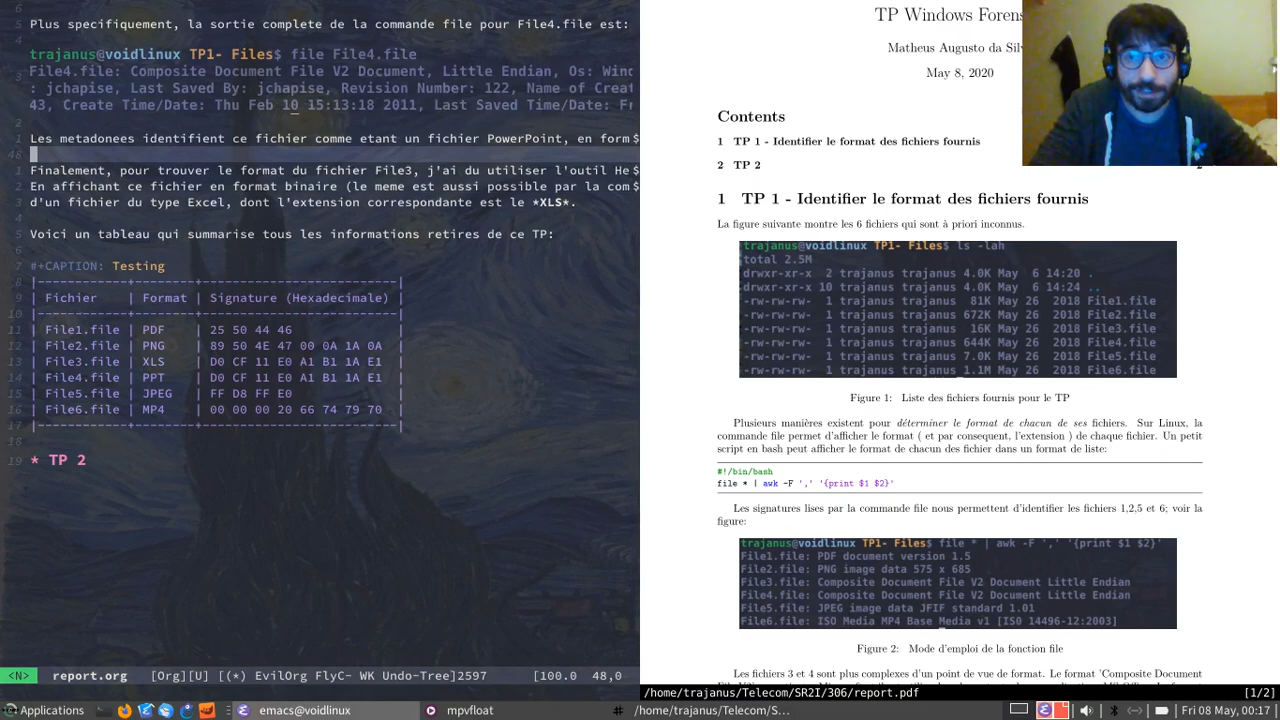 Plus specifiquement, la sortie complete de la commande file pour File4.file est:
trajanus@voidlinux TP1- Files$ file File4.file
File4.file: Composite Document File V2 Document, Little Endian, Os: Wind
: jchapise, Last Saved By: jchapise, Revision Number: 122, Name of Creat
43, Create Time/Date: Thu Feb 10 15:13:18 2011, Last Saved Time/Date: Fr
Les metadonees identifient ce fichier comme etant un fichier PowerPoint, en form$
48
Finalement, pour trouver le format du fichier File3, j'ai du utiliser l'outil He$
En affichant ce fichier en format binaire (le meme est aussi possible par la com$
d'un fichier du type Excel, dont l'extension correspondante est le *XLS*.
Voici un tableau qui summarise tous les informations retires de ce TP:
#+CAPTION: Testing
| Fichier | Format | Signature (Hexadecimale) |
| File1.file | PDF | 25 50 44 46 |
| File2.file | PNG | 89 50 4E 47 00 0A 1A 0A |
| File3.file | XLS | D0 CF 11 E0 A1 B1 1A E1 |
| File4.file | PPT | D0 CF 11 E0 A1 B1 1A E1 |
| File5.file | JPEG | FF D8 FF E0 |
| File6.file | MP4 | 00 00 00 20 66 74 79 70 |
TP 2
<N> report.org [Org][U] [(*) EvilOrg FlyC- WK Undo-Tree]2597 [100.0 48,0
TP Windows Forens
Matheus Augusto da Sil
May 8, 2020
Contents
1 TP 1 - Identifier le format des fichiers fournis
2 TP 2 2
1 TP 1 - Identifier le format des fichiers fournis
La figure suivante montre les 6 fichiers qui sont à priori inconnus.
trajanus@voidlinux TP1- Files$ ls -lah
total 2.5M
drwxr-xr-x 2 trajanus trajanus 4.0K May 6 14:20 .
drwxr-xr-x 10 trajanus trajanus 4.0K May 6 14:24 ..
-rw-rw-rw- 1 trajanus trajanus 81K May 26 2018 File1.file
-rw-rw-rw- 1 trajanus trajanus 672K May 26 2018 File2.file
-rw-rw-rw- 1 trajanus trajanus 16K May 26 2018 File3.file
-rw-rw-rw- 1 trajanus trajanus 644K May 26 2018 File4.file
-rw-rw-rw- 1 trajanus trajanus 7.0K May 26 2018 File5.file
-rw-rw-rw- 1 trajanus trajanus 1.1M May 26 2018 File6.file
Figure 1: Liste des fichiers fournis pour le TP
Plusieurs manières existent pour déterminer le format de chacun de ses fichiers. Sur Linux, la
commande file permet d'afficher le format ( et par consequent, l'extension ) de chaque fichier. Un petit
script en bash peut afficher le format de chacun des fichier dans un format de liste:
#!/bin/bash
file * | awk -F ',' '{print $1 $2}'
Les signatures lises par la commande file nous permettent d'identifier les fichiers 1,2,5 et 6; voir la
figure:
trajanus@voidlinux TP1- Files$ file * | awk -F ',' '{print $1 $2}'
File1.file: PDF document version 1.5
File2.file: PNG image data 575 x 685
File3.file: Composite Document File V2 Document Little Endian
File4.file: Composite Document File V2 Document Little Endian
File5.file: JPEG image data JFIF standard 1.01
File6.file: ISO Media MP4 Base Media v1 [ISO 14496-12:2003]
Figure 2: Mode d'emploi de la fonction file
Les fichiers 3 et 4 sont plus complexes d'un point de vue de format. Le format 'Composite Document
/home/trajanus/Telecom/SR2I/306/report.pdf [1/2]
Applications emacs@voidlinux mpvfloat /home/trajanus/Telecom/S... Fri 08 May, 00:17